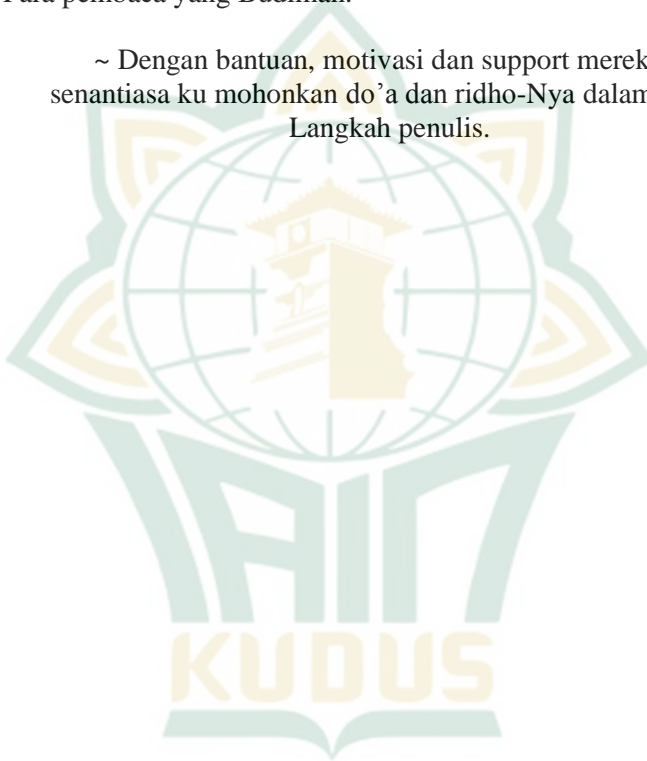 Para pembaca yang Budiman.
~ Dengan bantuan, motivasi dan support merek
senantiasa ku mohonkan do’a dan ridho-Nya dalam
Langkah penulis.
IAIN
KUDUS